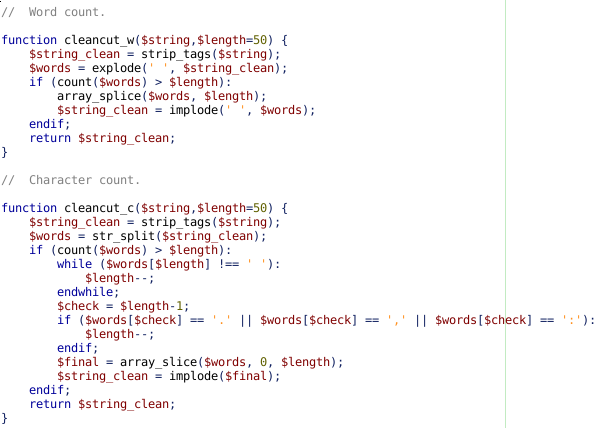 //  Word count.

function cleancut_w($string,$length=50) {
    $string_clean = strip_tags($string);
    $words = explode(' ', $string_clean);
    if (count($words) > $length):
        array_splice($words, $length);
        $string_clean = implode(' ', $words);
    endif;
    return $string_clean;
}

//  Character count.

function cleancut_c($string,$length=50) {
    $string_clean = strip_tags($string);
    $words = str_split($string_clean);
    if (count($words) > $length):
        while ($words[$length] !== ' '):
            $length--;
        endwhile;
        $check = $length-1;
        if ($words[$check] == '.' || $words[$check] == ',' || $words[$check] == ':'):
            $length--;
        endif;
        $final = array_slice($words, 0, $length);
        $string_clean = implode($final);
    endif;
    return $string_clean;
}